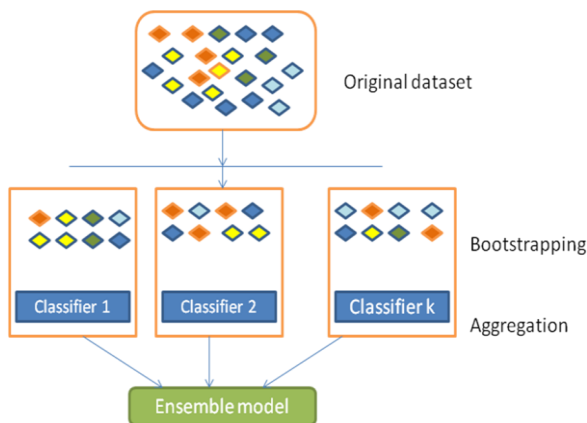 Original dataset
Bootstrapping
Classifier 1
Classifier 2
Classifier k
Aggregation
Ensemble model